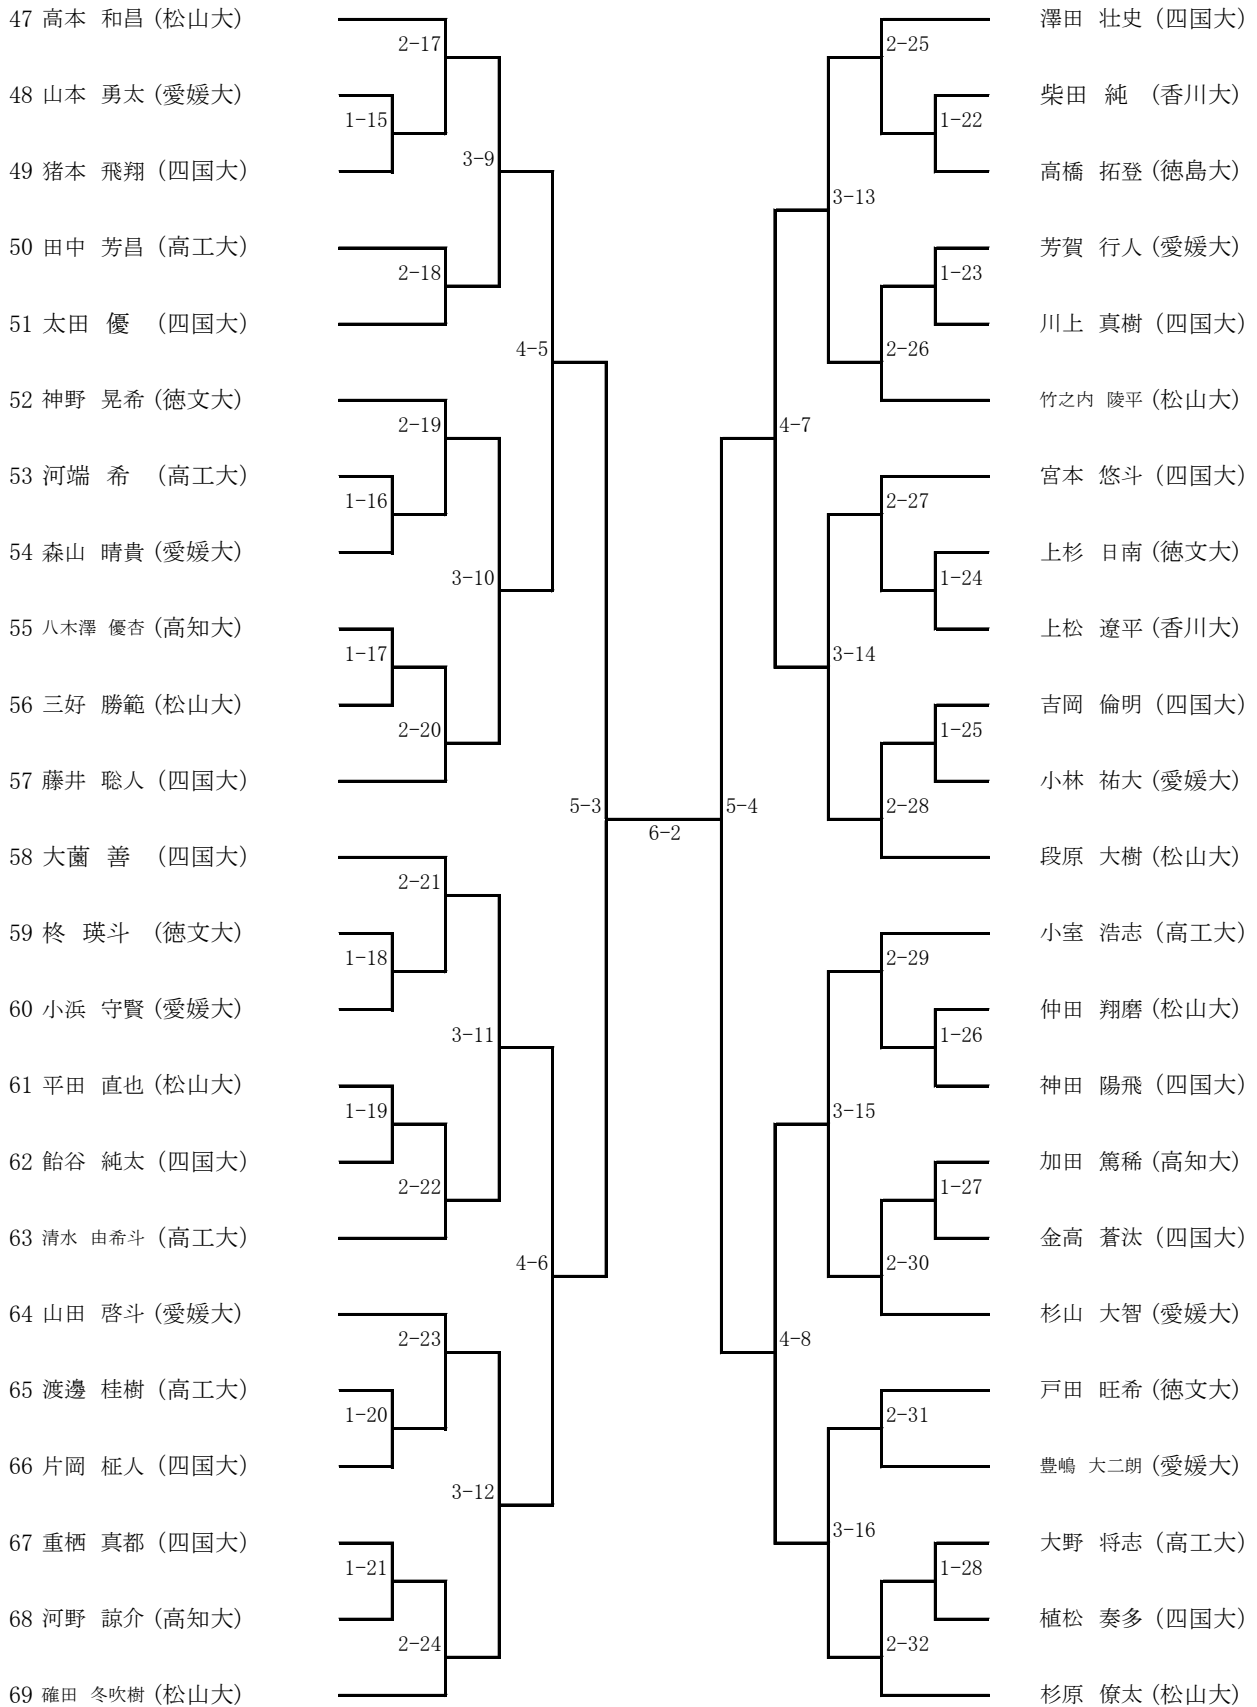 47 高本 和昌 (松山大)
48 山本 勇太 (愛媛大)
49 猪本 飛翔 (四国大)
50 田中 芳昌 (高工大)
51 太田 優 (四国大)
52 神野 晃希 (徳文大)
53 河端 希 (高工大)
54 森山 晴貴 (愛媛大)
55 八木澤 優杏 (高知大)
56 三好 勝範 (松山大)
57 藤井 聡人 (四国大)
58 大薗 善 (四国大)
59 柊 瑛斗 (徳文大)
60 小浜 守賢 (愛媛大)
61 平田 直也 (松山大)
62 飴谷 純太 (四国大)
63 清水 由希斗 (高工大)
64 山田 啓斗 (愛媛大)
65 渡邊 桂樹 (高工大)
66 片岡 柾人 (四国大)
67 重栖 真都 (四国大)
68 河野 諒介 (高知大)
69 確田 冬吹樹 (松山大)
1-15
1-16
1-17
1-18
1-19
1-20
1-21
2-17
2-18
2-19
2-20
2-21
2-22
2-23
2-24
3-9
3-10
3-11
3-12
4-5
4-6
5-3
6-2
5-4
4-7
4-8
3-13
3-14
3-15
3-16
2-25
2-26
2-27
2-28
2-29
2-30
2-31
2-32
1-22
1-23
1-24
1-25
1-26
1-27
1-28
澤田 壮史 (四国大)
柴田 純 (香川大)
高橋 拓登 (徳島大)
芳賀 行人 (愛媛大)
川上 真樹 (四国大)
竹之内 陵平 (松山大)
宮本 悠斗 (四国大)
上杉 日南 (徳文大)
上松 遼平 (香川大)
吉岡 倫明 (四国大)
小林 祐大 (愛媛大)
段原 大樹 (松山大)
小室 浩志 (高工大)
仲田 翔磨 (松山大)
神田 陽飛 (四国大)
加田 篤稀 (高知大)
金高 蒼汰 (四国大)
杉山 大智 (愛媛大)
戸田 旺希 (徳文大)
豊嶋 大二朗 (愛媛大)
大野 将志 (高工大)
植松 奏多 (四国大)
杉原 僚太 (松山大)